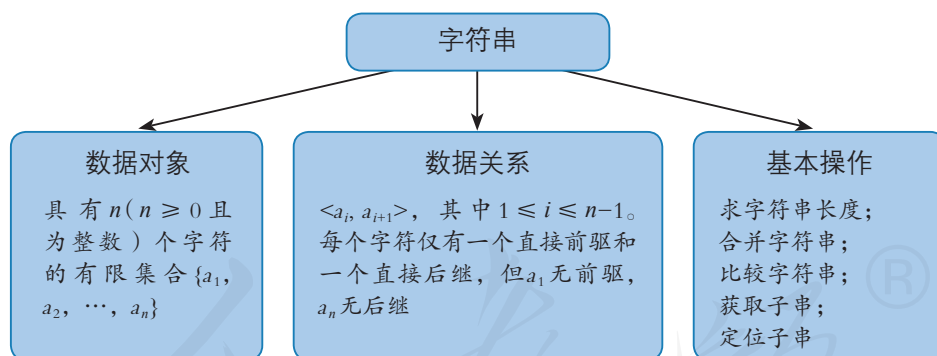 字符串
数据对象
具有n(n ≥ 0且
为整数)个字符
的有限集合{a₁,
a₂, …, aₙ}
数据关系
<aᵢ, aᵢ₊₁>, 其中1 ≤ i ≤ n−1。
每个字符仅有一个直接前驱和
一个直接后继, 但a₁无前驱,
aₙ无后继
基本操作
求字符串长度;
合并字符串;
比较字符串;
获取子串;
定位子串
®